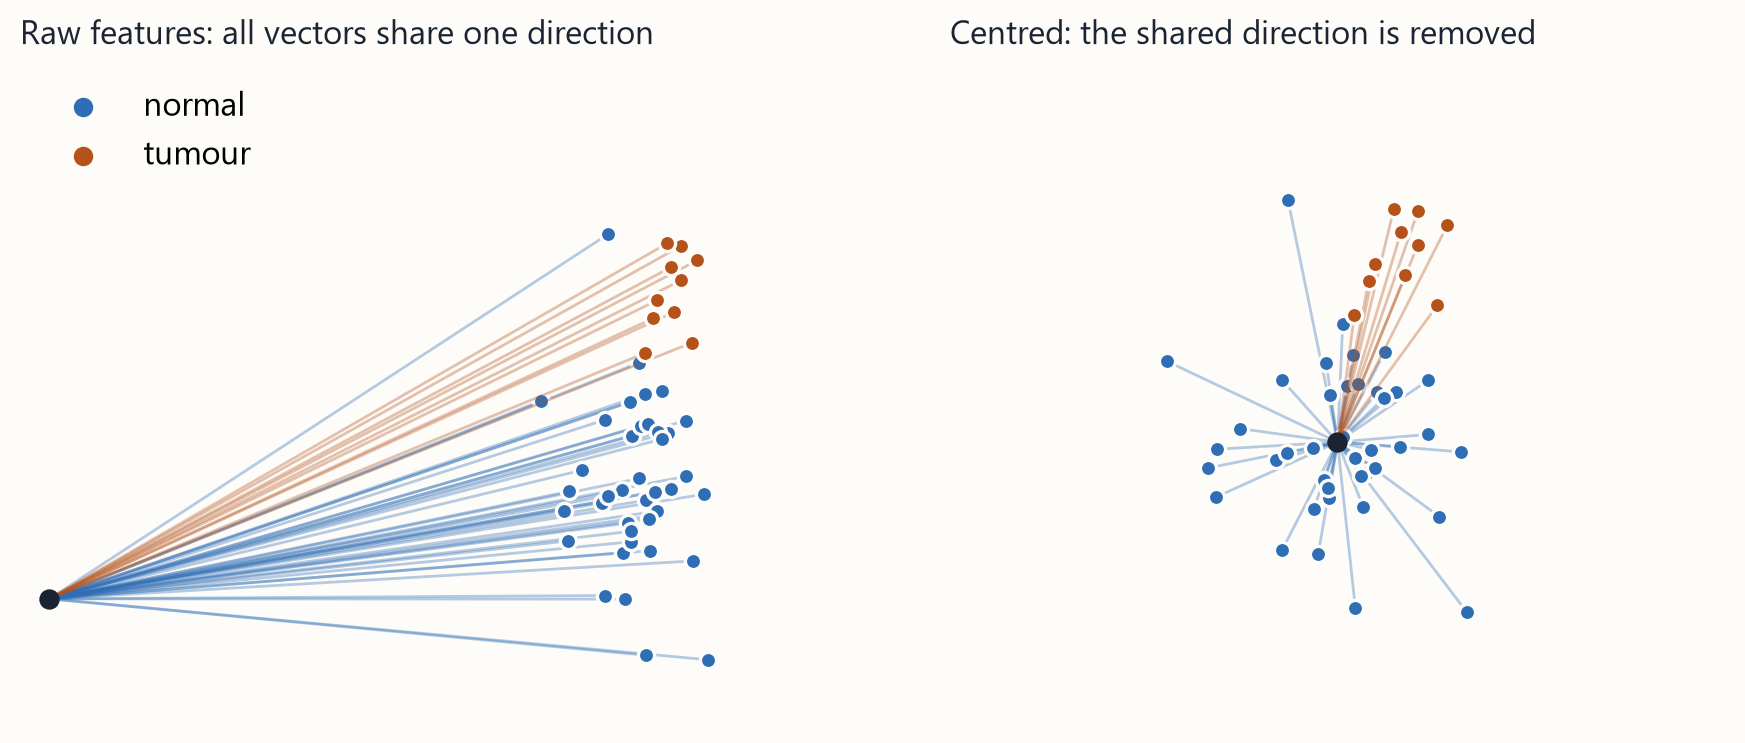 Raw features: all vectors share one direction
normal
tumour
Centred: the shared direction is removed